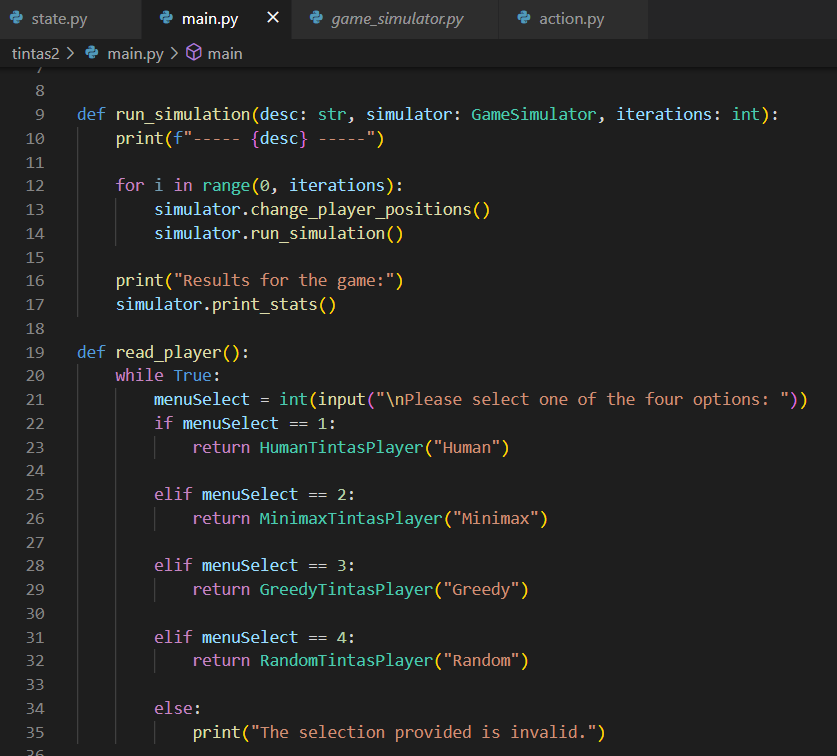 state.py main.py × game_simulator.py action.py
tintas2 > main.py > main
8
9 def run_simulation(desc: str, simulator: GameSimulator, iterations: int):
10     print(f"----- {desc} -----")
11
12     for i in range(0, iterations):
13         simulator.change_player_positions()
14         simulator.run_simulation()
15
16     print("Results for the game:")
17     simulator.print_stats()
18
19 def read_player():
20     while True:
21         menuSelect = int(input("\nPlease select one of the four options: "))
22         if menuSelect == 1:
23             return HumanTintasPlayer("Human")
24
25         elif menuSelect == 2:
26             return MinimaxTintasPlayer("Minimax")
27
28         elif menuSelect == 3:
29             return GreedyTintasPlayer("Greedy")
30
31         elif menuSelect == 4:
32             return RandomTintasPlayer("Random")
33
34         else:
35             print("The selection provided is invalid.")
36